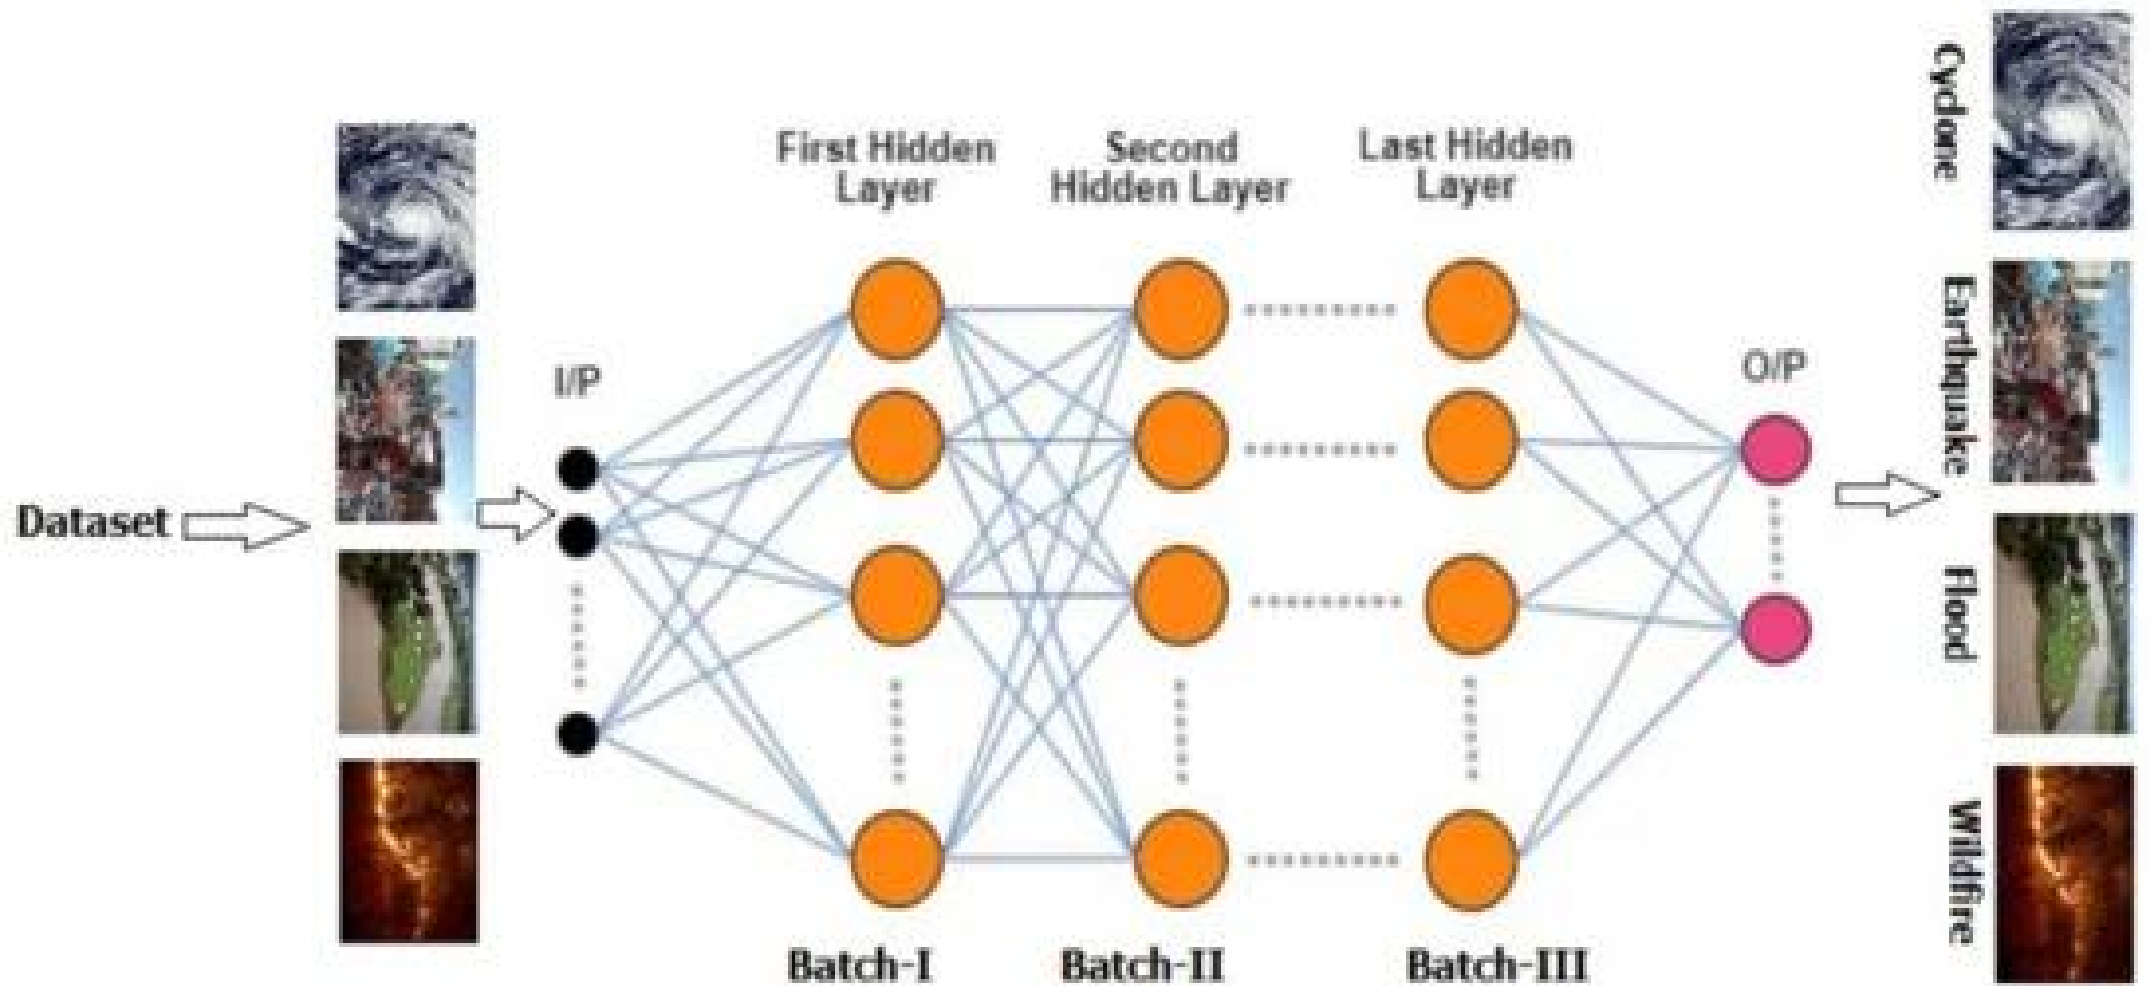 First Hidden
Layer
Second
Hidden Layer
Last Hidden
Layer
I/P
O/P
Dataset
Cyclone
Earthquake
Flood
Wildfire
Batch-I
Batch-II
Batch-III